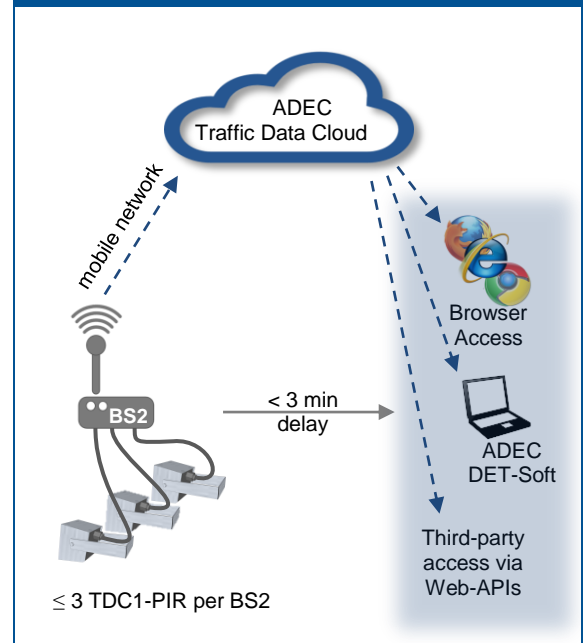 ADEC
Traffic Data Cloud
mobile network
Browser
Access
BS2
< 3 min
delay
ADEC
DET-Soft
Third-party
access via
Web-APIs
≤ 3 TDC1-PIR per BS2